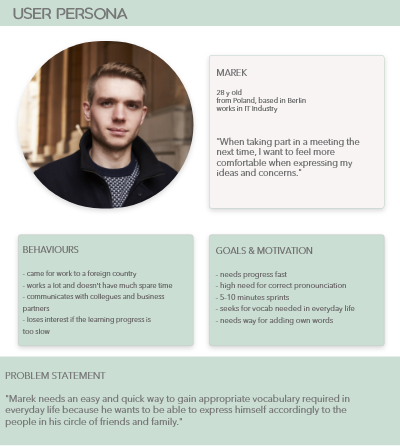 USER PERSONA
MAREK
28 y old
from Poland, based in Berlin
works in IT Industry
"When taking part in a meeting the
next time, I want to feel more
comfortable when expressing my
ideas and concerns."
BEHAVIOURS
- came for work to a foreign country
- works a lot and doesn't have much spare time
- communicates with collegues and business
partners
- loses interest if the learning progress is
too slow
GOALS & MOTIVATION
- needs progress fast
- high need for correct pronounciation
- 5-10 minutes sprints
- seeks for vocab needed in everyday life
- needs way for adding own words
PROBLEM STATEMENT
"Marek needs an easy and quick way to gain appropriate vocabulary required in
everyday life because he wants to be able to express himself accordingly to the
people in his circle of friends and family."